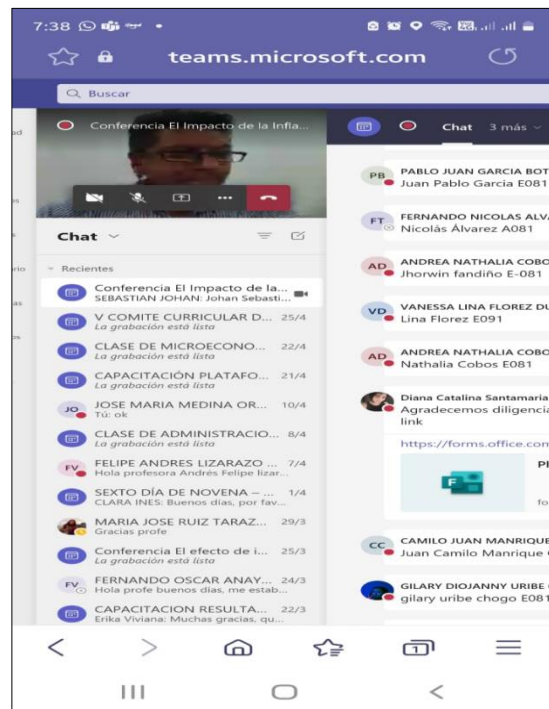 7:38
teams.microsoft.com
Buscar
Conferencia El Impacto de la Infla...
Chat
Recientes
Conferencia El Impacto de la...
SEBASTIAN JOHAN: Johan Sebasti...
V COMITE CURRICULAR D... 25/4
La grabación está lista
CLASE DE MICROECONO... 22/4
La grabación está lista
CAPACITACIÓN PLATAFO... 21/4
La grabación está lista
JO JOSE MARIA MEDINA OR... 10/4
Tú: ok
CLASE DE ADMINISTRACIO... 8/4
La grabación está lista
FV FELIPE ANDRES LIZARAZO ... 7/4
Hola profesora Andrés Felipe lizar...
SEXTO DÍA DE NOVENA – ... 1/4
CLARA INES: Buenos días, por fav...
MARIA JOSE RUIZ TARAZ... 29/3
Gracias profe
Conferencia El efecto de i... 25/3
La grabación está lista
FV FERNANDO OSCAR ANAY... 24/3
Hola profe buenos días, me estab...
CAPACITACION RESULTA... 22/3
Erika Viviana: Muchas gracias, qu...
Chat 3 más
PB PABLO JUAN GARCIA BOT
Juan Pablo Garcia E081
FT FERNANDO NICOLAS ALV
Nicolás Álvarez A081
AD ANDREA NATHALIA COBO
Jhorwin fandiño E-081
VD VANESSA LINA FLOREZ DU
Lina Florez E091
AD ANDREA NATHALIA COBO
Nathalia Cobos E081
Diana Catalina Santamaria
Agradecemos diligencia
link
https://forms.office.com
F
fo
CC CAMILO JUAN MANRIQUE
Juan Camilo Manrique
GILARY DIOJANNY URIBE
gilary uribe chogo E081
1